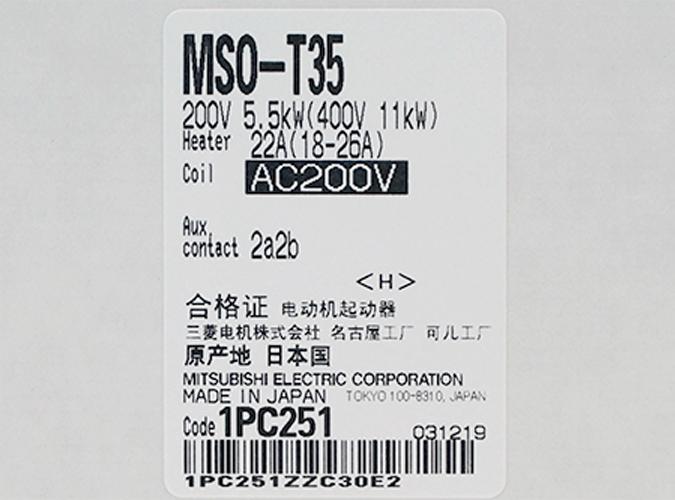 MSO-T35
200V 5.5kW(400V 11kW)
Heater 22A(18-26A)
Coil AC200V
Aux.
contact 2a2b
<H>
合格证 电动机起动器
三菱电机株式会社 名古屋工厂 可儿工厂
原产地 日本国
MITSUBISHI ELECTRIC CORPORATION
MADE IN JAPAN TOKYO 100-8310, JAPAN
Code 1PC251 031219
1PC251ZZC30E2